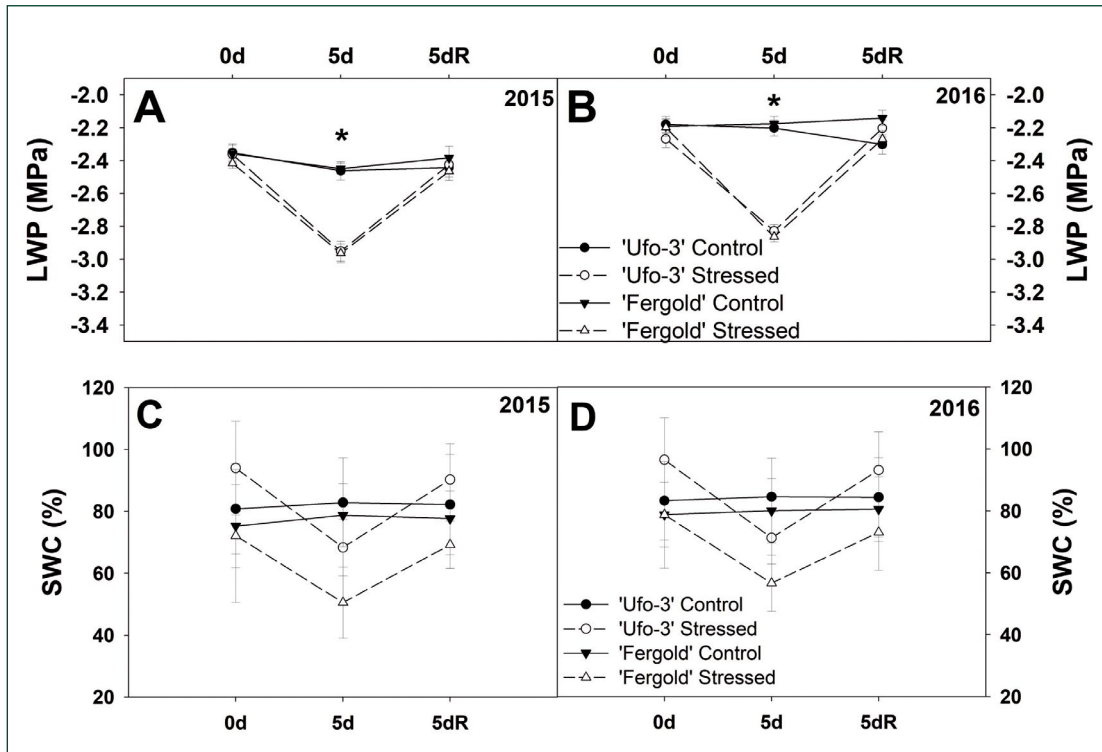 0d 5d 5dR 0d 5d 5dR
A * 2015 B * 2016
-2.0 -2.0
-2.2 -2.2
-2.4 -2.4
-2.6 -2.6
-2.8 -2.8
-3.0 -3.0
-3.2 -3.2
-3.4 -3.4
LWP (MPa)
LWP (MPa)
'Ufo-3' Control
'Ufo-3' Stressed
'Fergold' Control
'Fergold' Stressed
C 2015 D 2016
120 120
100 100
80 80
60 60
40 40
20 20
SWC (%)
SWC (%)
'Ufo-3' Control
'Ufo-3' Stressed
'Fergold' Control
'Fergold' Stressed
0d 5d 5dR 0d 5d 5dR